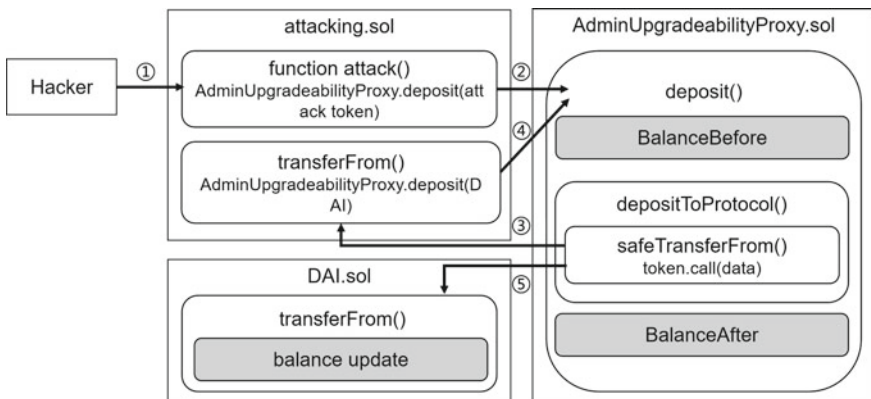 attacking.sol
AdminUpgradeabilityProxy.sol
Hacker
①
function attack()
AdminUpgradeabilityProxy.deposit(att
ack token)
②
deposit()
BalanceBefore
④
transferFrom()
AdminUpgradeabilityProxy.deposit(D
AI)
③
depositToProtocol()
safeTransferFrom()
token.call(data)
DAI.sol
⑤
transferFrom()
balance update
BalanceAfter